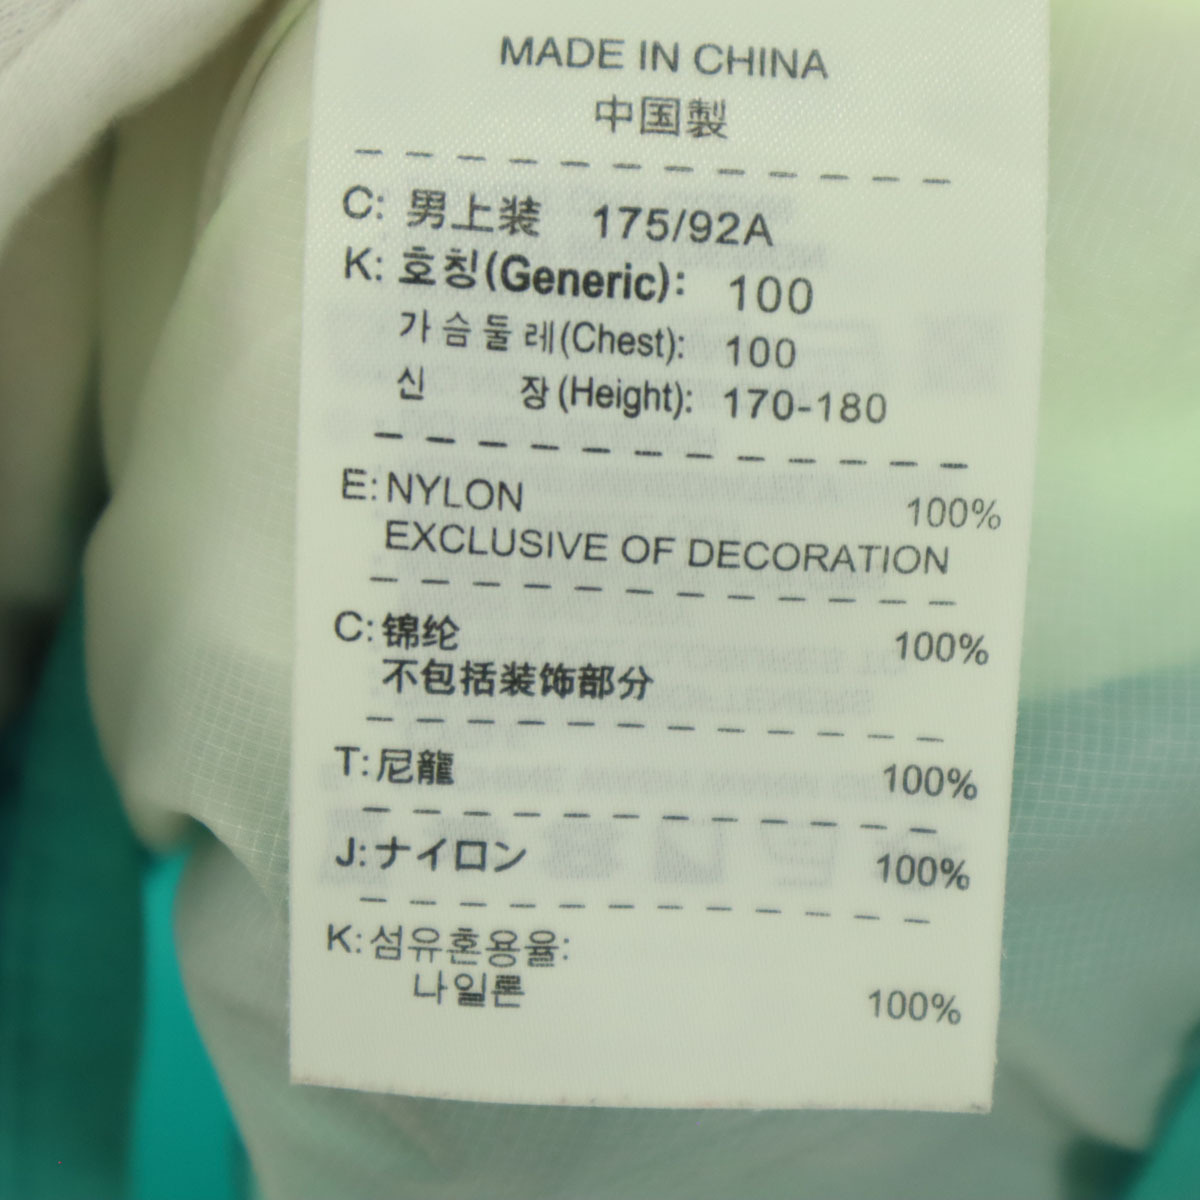 MADE IN CHINA
中国製
C: 男上装 175/92A
K: 호칭(Generic): 100
가슴둘레(Chest): 100
신 장(Height): 170-180
E: NYLON 100%
EXCLUSIVE OF DECORATION
C: 锦纶 100%
不包括装饰部分
T: 尼龍 100%
J: ナイロン 100%
K: 섬유혼용율:
나일론 100%